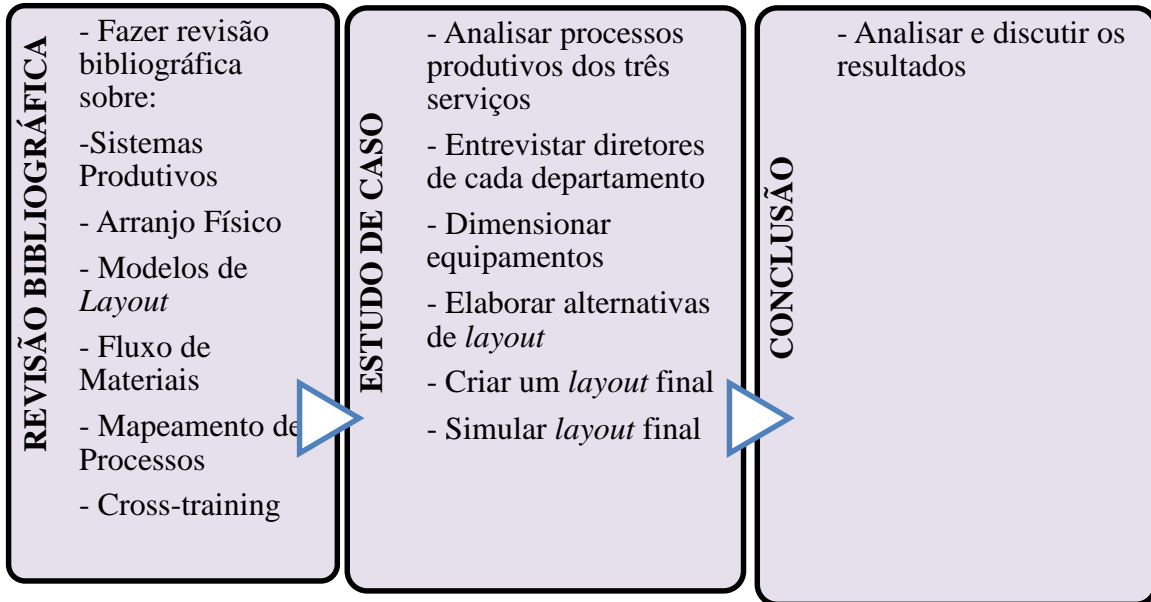 REVISÃO BIBLIOGRÁFICA
- Fazer revisão
bibliográfica
sobre:
-Sistemas
Produtivos
- Arranjo Físico
- Modelos de
Layout
- Fluxo de
Materiais
- Mapeamento de
Processos
- Cross-training
ESTUDO DE CASO
- Analisar processos
produtivos dos três
serviços
- Entrevistar diretores
de cada departamento
- Dimensionar
equipamentos
- Elaborar alternativas
de layout
- Criar um layout final
- Simular layout final
CONCLUSÃO
- Analisar e discutir os
resultados